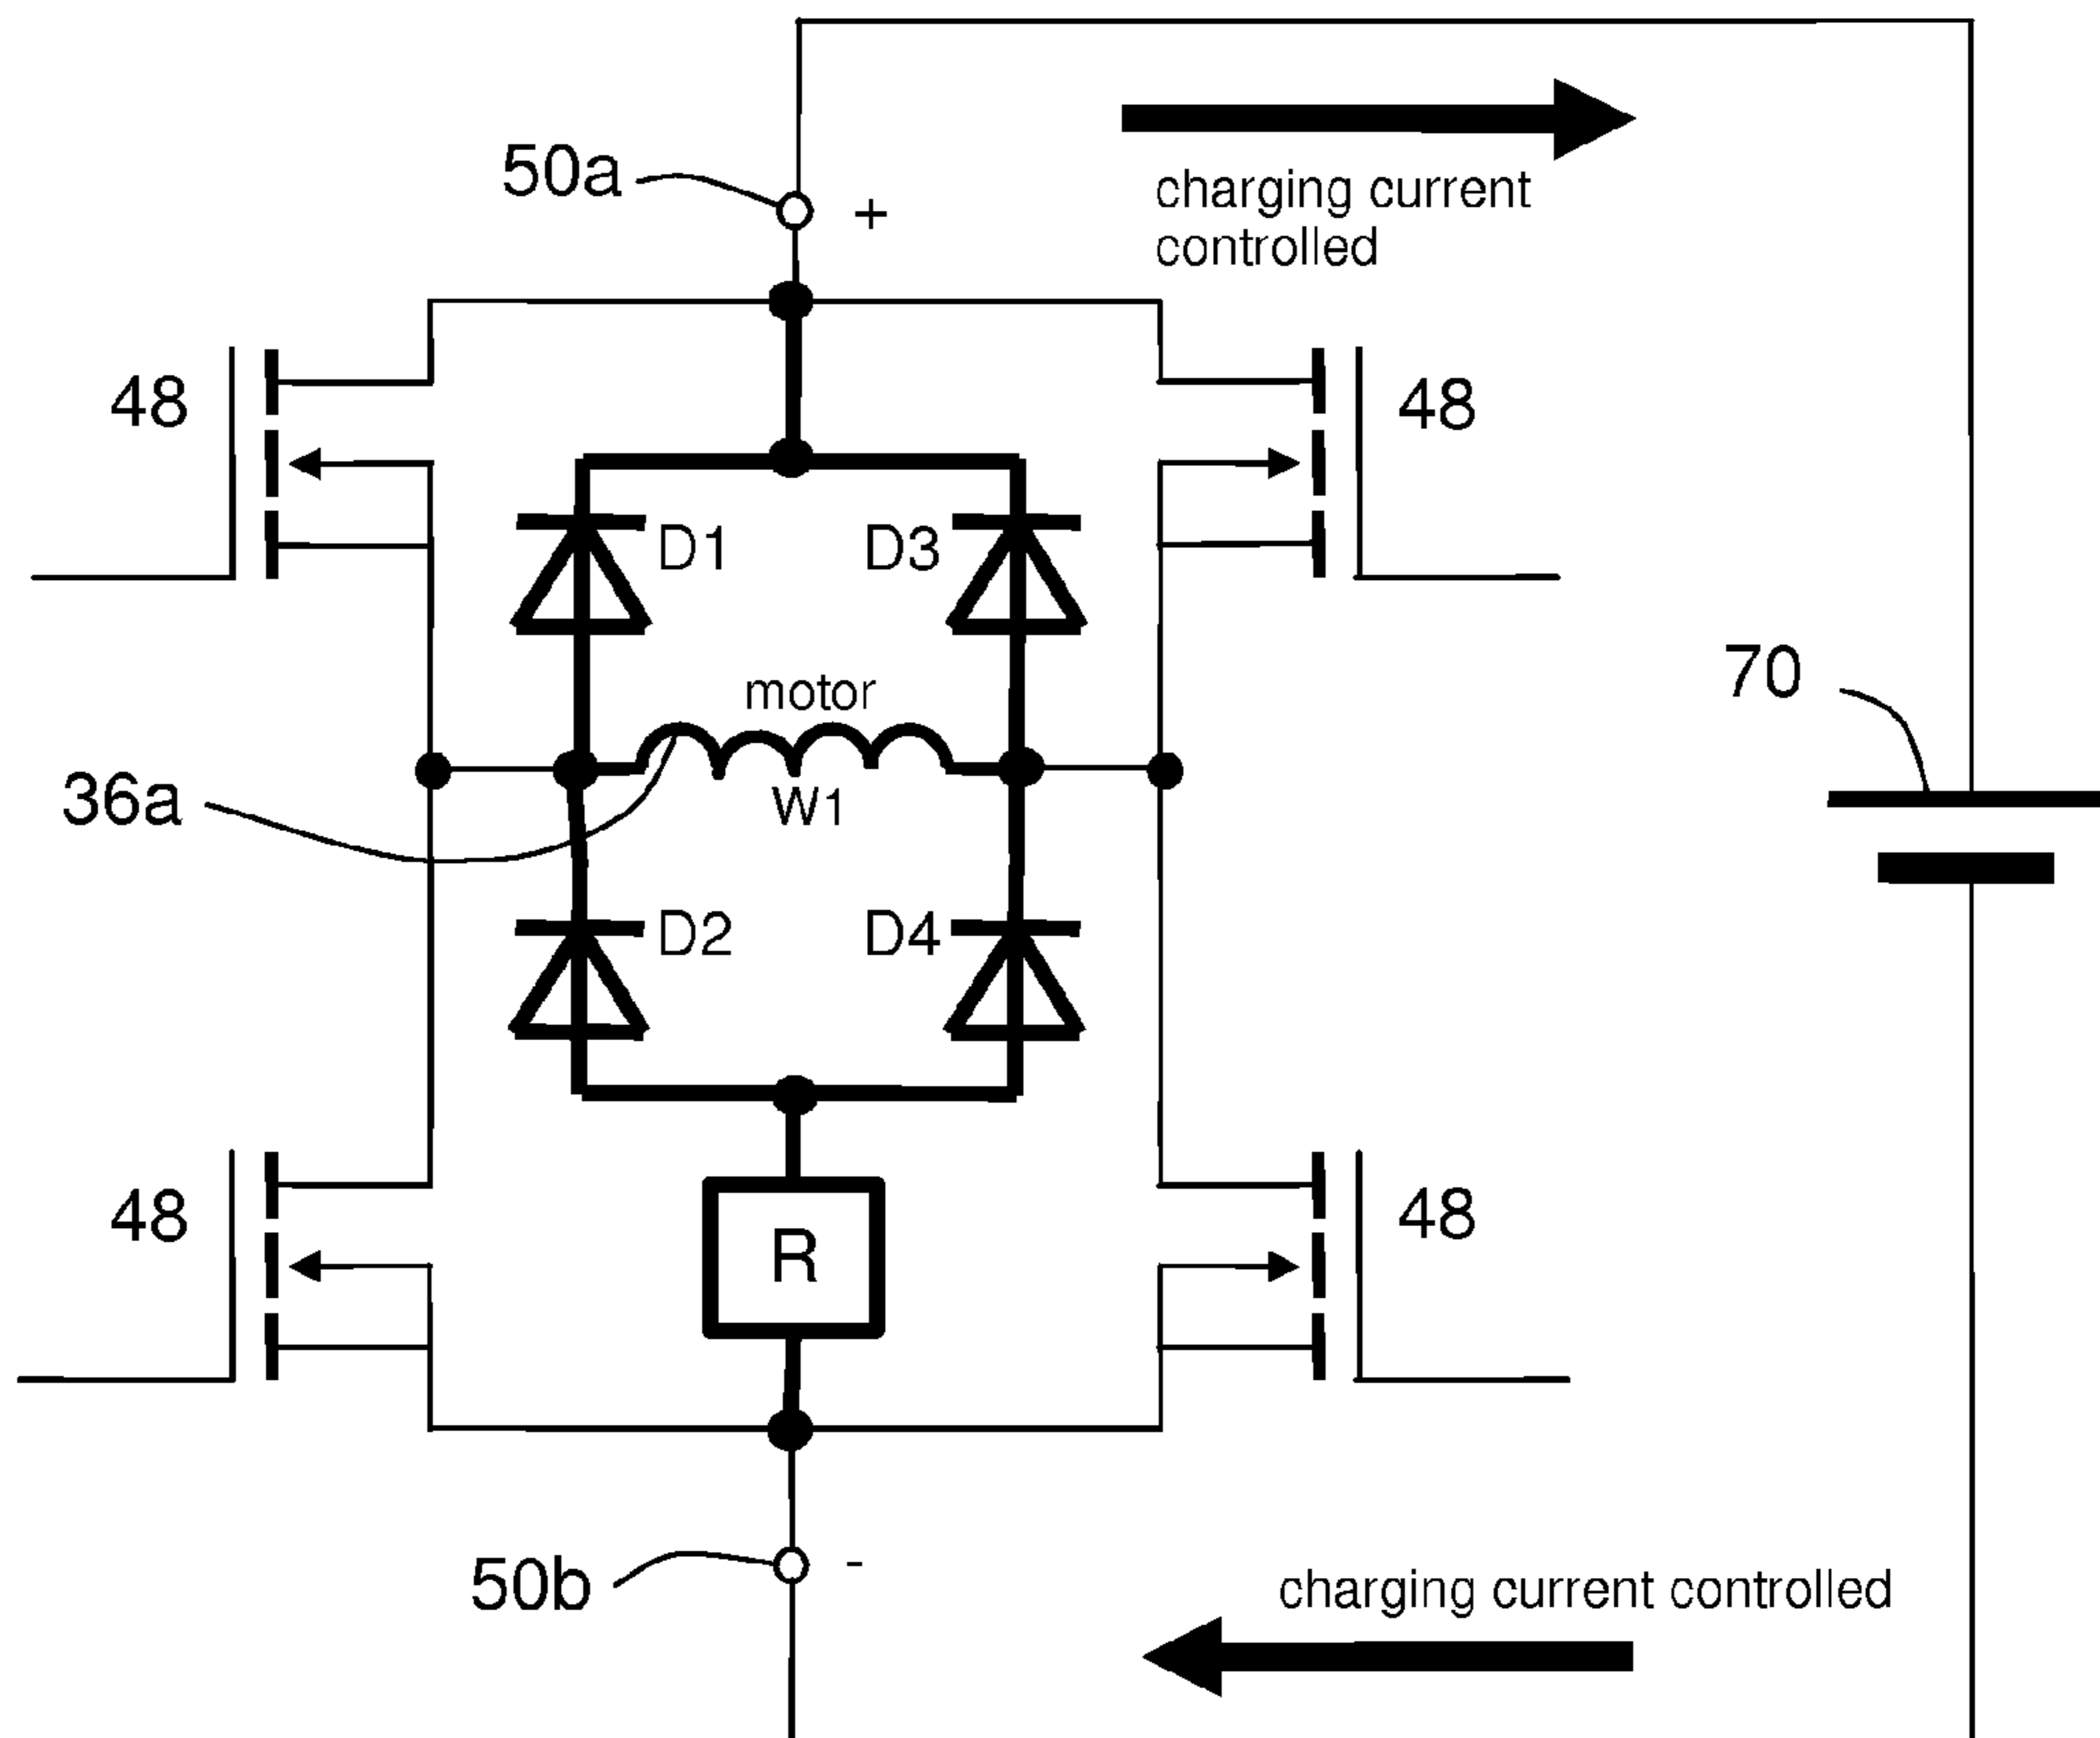 50a
+
charging current
controlled
48
48
D1
D3
motor
70
36a
W1
D2
D4
48
48
R
50b
-
charging current controlled